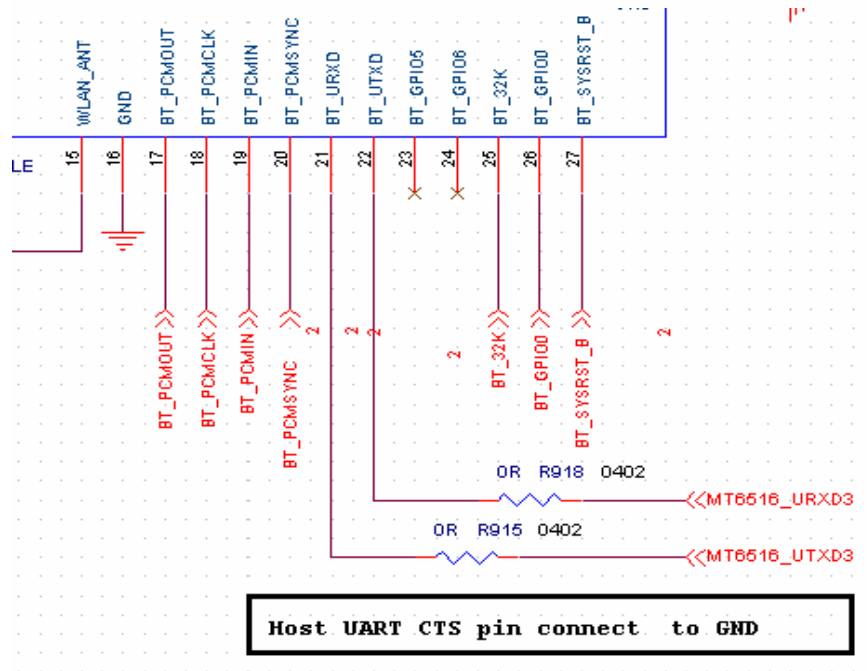 WLAN_ANT
GND
BT_PCMOUT
BT_PCMCLK
BT_PCMIN
BT_PCMSYNC
BT_URXD
BT_UTXD
BT_GPIO5
BT_GPIO6
BT_32K
BT_GPIO0
BT_SYSRST_B
LE
15
16
17
18
19
20
21
22
23
24
25
26
27
BT_PCMOUT
BT_PCMCLK
BT_PCMIN
BT_PCMSYNC
2
2
2
2
BT_32K
BT_GPIO0
BT_SYSRST_B
2
0R R918 0402
MT6516_URXD3
0R R915 0402
MT6516_UTXD3
Host UART CTS pin connect to GND